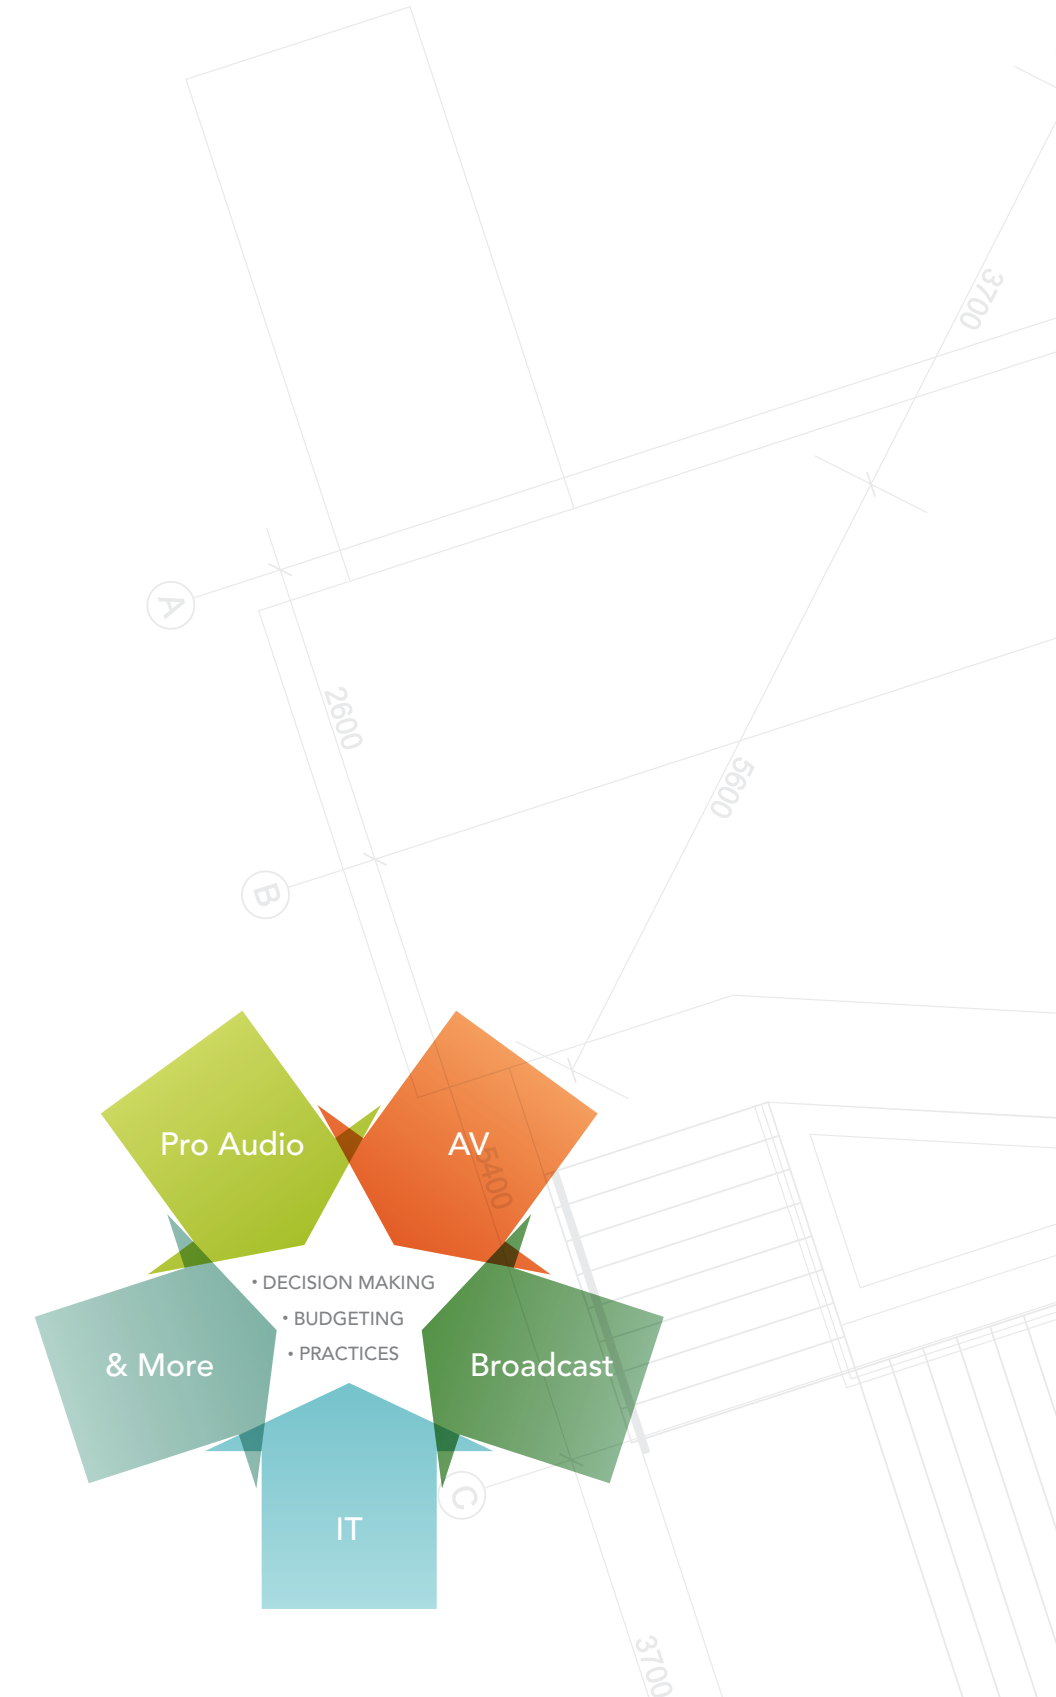 3700
A
2600
5600
B
Pro Audio
AV
5400
• DECISION MAKING
• BUDGETING
• PRACTICES
& More
Broadcast
C
IT
3700